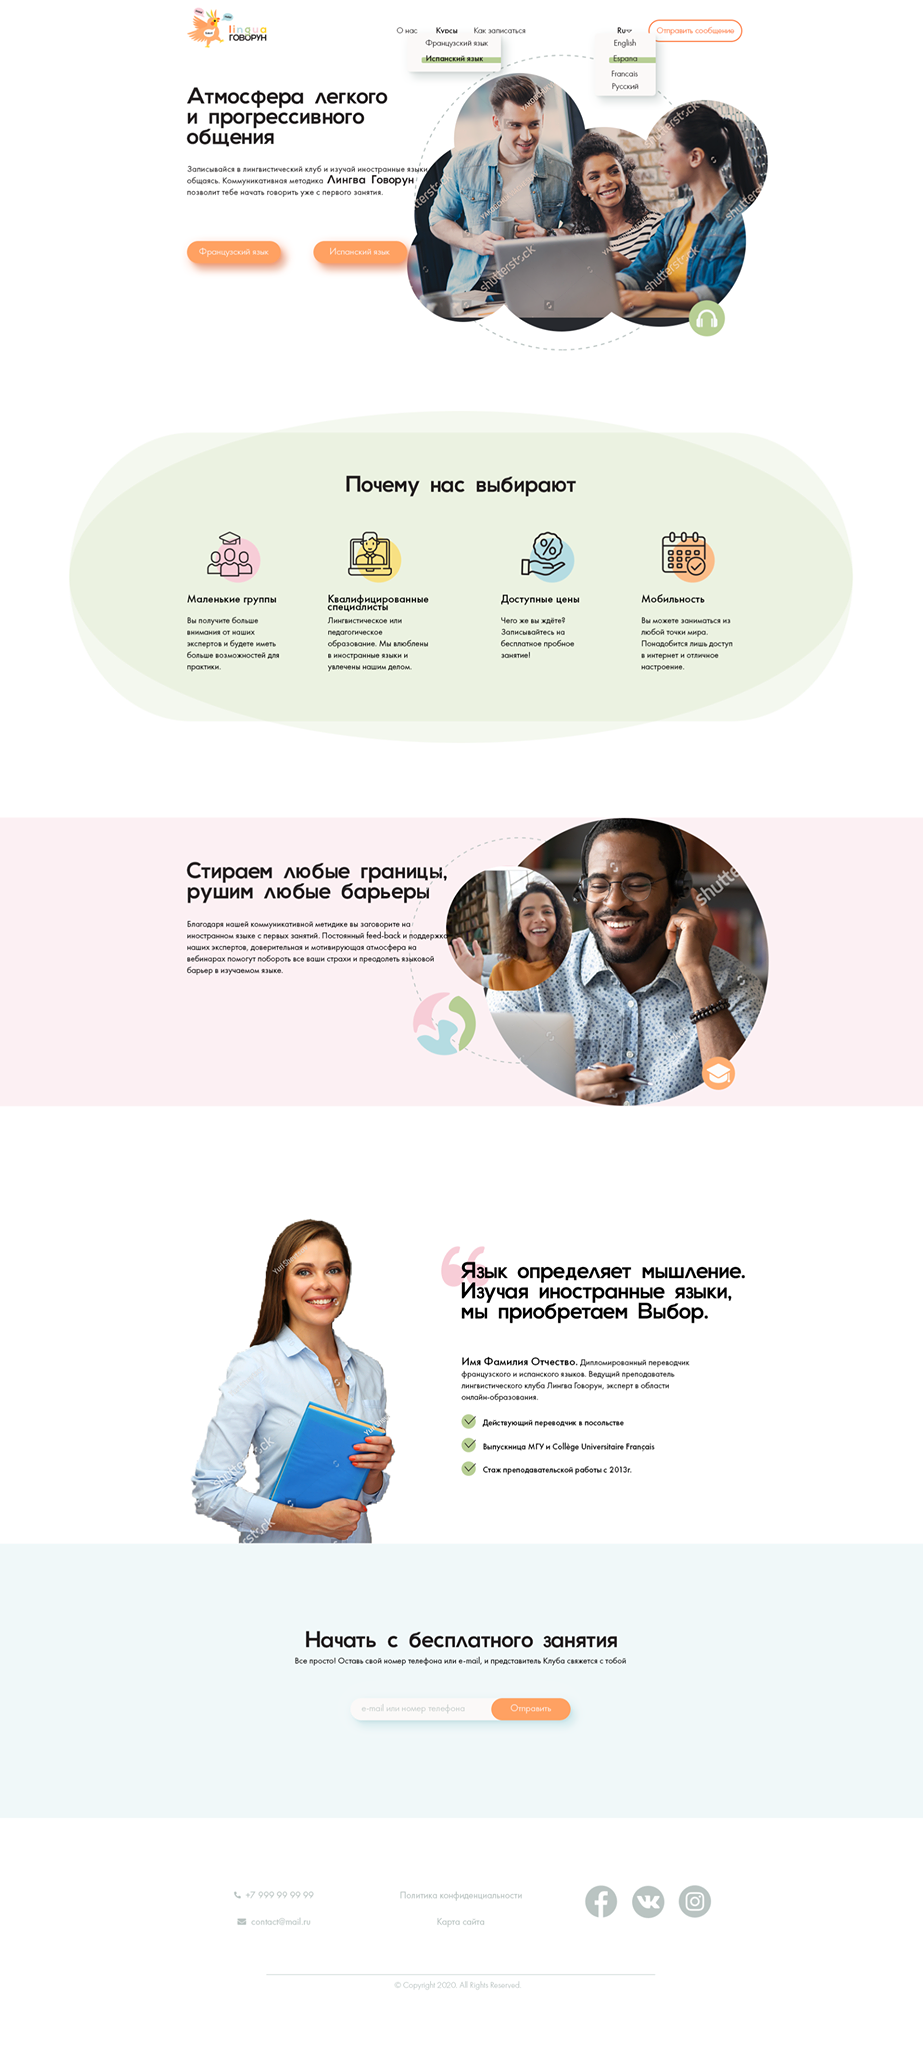 lingua
ГОВОРУН
О нас
Курсы
Как записаться
Ru
Отправить сообщение
Французский язык
Испанский язык
English
Espana
Francais
Русский
Атмосфера легкого
и прогрессивного
общения
Записывайся в лингвистический клуб и изучай иностранные языки
общаясь. Коммуникативная методика Лингва Говорун
позволит тебе начать говорить уже с первого занятия.
Французский язык
Испанский язык
shutterstock
shutterstock
shutterstock
Почему нас выбирают
Маленькие группы
Вы получите больше
внимания от наших
экспертов и будете иметь
больше возможностей для
практики.
Квалифицированные
специалисты
Лингвистическое или
педагогическое
образование. Мы влюблены
в иностранные языки и
увлечены нашим делом.
Доступные цены
Чего же вы ждёте?
Записывайтесь на
бесплатное пробное
занятие!
Мобильность
Вы можете заниматься из
любой точки мира.
Понадобится лишь доступ
в интернет и отличное
настроение.
Стираем любые границы,
рушим любые барьеры
Благодаря нашей коммуникативной метидике вы заговорите на
иностранном языке с первых занятий. Постоянный feed-back и поддержка
наших экспертов, доверительная и мотивирующая атмосфера на
вебинарах помогут побороть все ваши страхи и преодолеть языковой
барьер в изучаемом языке.
Язык определяет мышление.
Изучая иностранные языки,
мы приобретаем Выбор.
Имя Фамилия Отчество. Дипломированный переводчик
французского и испанского языков. Ведущий преподаватель
лингвистического клуба Лингва Говорун, эксперт в области
онлайн-образования.
Действующий переводчик в посольстве
Выпускница МГУ и Collège Universitaire Français
Стаж преподавательской работы с 2013г.
Начать с бесплатного занятия
Все просто! Оставь свой номер телефона или e-mail, и представитель Клуба свяжется с тобой
e-mail или номер телефона
Отправить
+7 999 99 99 99
Политика конфиденциальности
contact@mail.ru
Карта сайта
© Copyright 2020. All Rights Reserved.